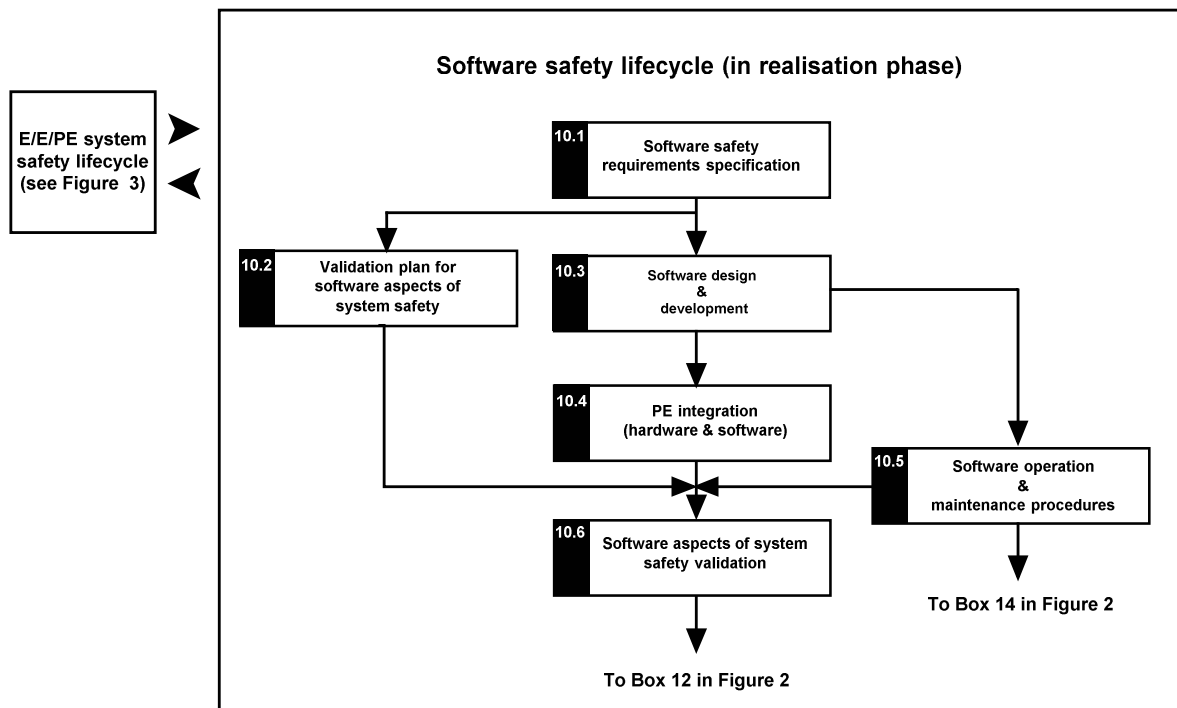 Software safety lifecycle (in realisation phase)
E/E/PE system
safety lifecycle
(see Figure 3)
10.1
Software safety
requirements specification
10.2
Validation plan for
software aspects of
system safety
10.3
Software design
&
development
10.4
PE integration
(hardware & software)
10.5
Software operation
&
maintenance procedures
10.6
Software aspects of system
safety validation
To Box 14 in Figure 2
To Box 12 in Figure 2